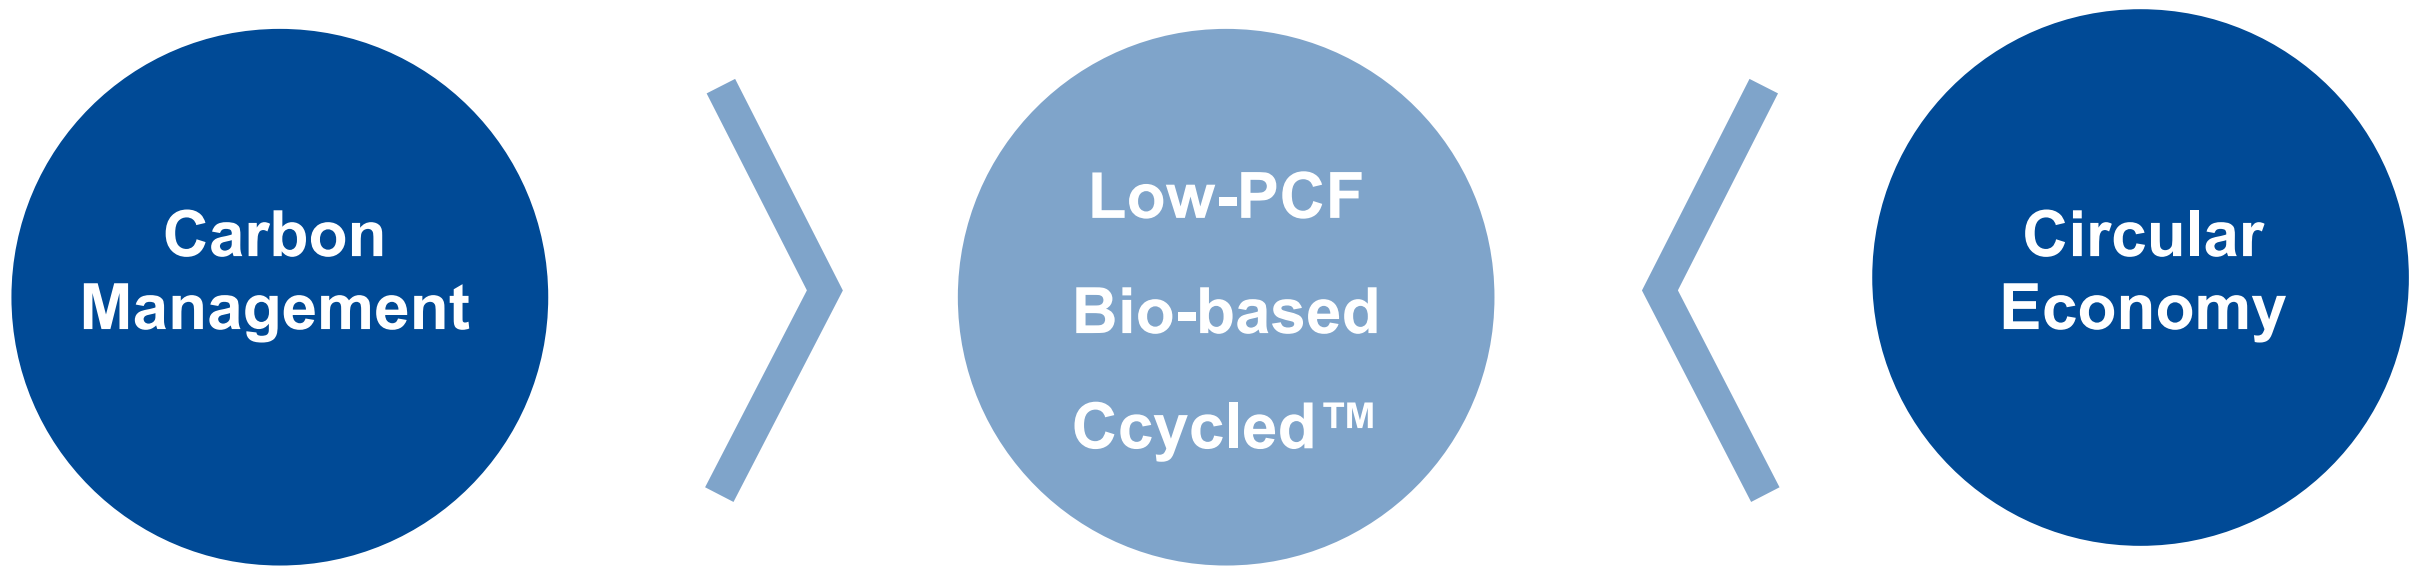 Carbon
Management
Low-PCF
Bio-based
Ccycled™
Circular
Economy